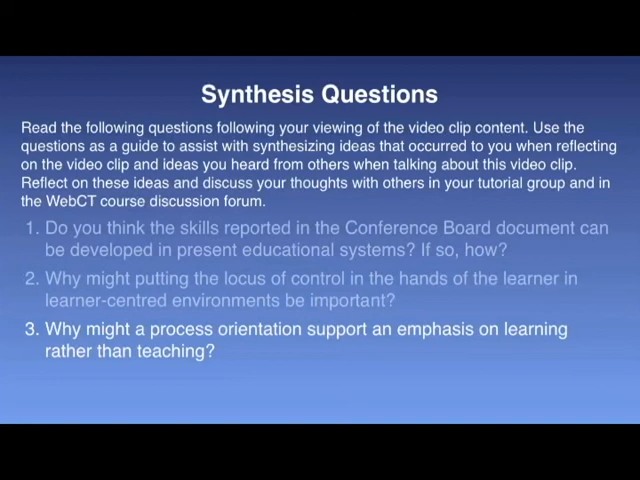 Synthesis Questions
Read the following questions following your viewing of the video clip content. Use the
questions as a guide to assist with synthesizing ideas that occurred to you when reflecting
on the video clip and ideas you heard from others when talking about this video clip.
Reflect on these ideas and discuss your thoughts with others in your tutorial group and in
the WebCT course discussion forum.
1. Do you think the skills reported in the Conference Board document can
be developed in present educational systems? If so, how?
2. Why might putting the locus of control in the hands of the learner in
learner-centred environments be important?
3. Why might a process orientation support an emphasis on learning
rather than teaching?